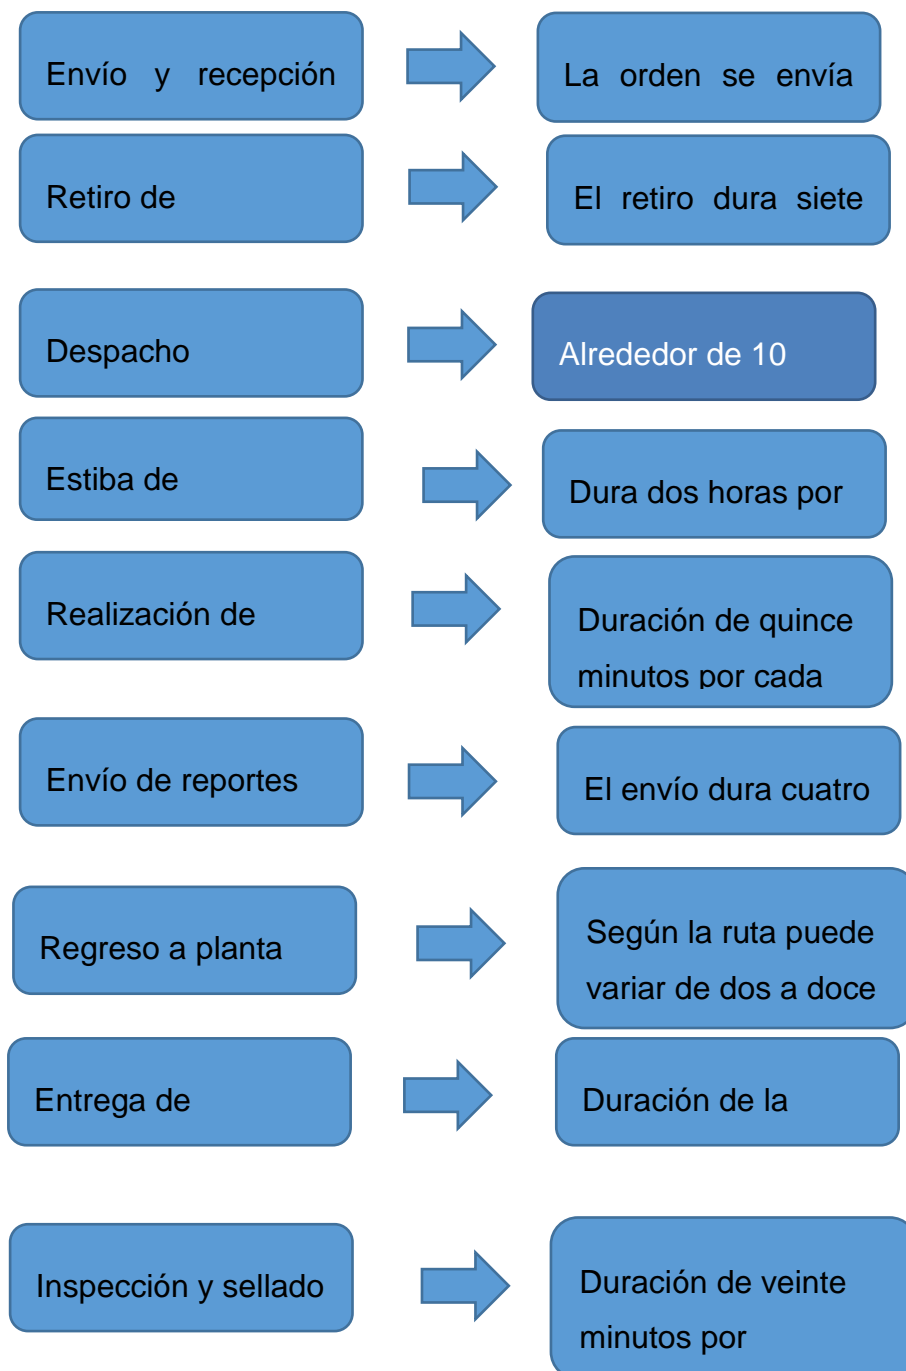 Envío y recepción
La orden se envía
Retiro de
El retiro dura siete
Despacho
Alrededor de 10
Estiba de
Dura dos horas por
Realización de
Duración de quince
minutos por cada
Envío de reportes
El envío dura cuatro
Regreso a planta
Según la ruta puede
variar de dos a doce
Entrega de
Duración de la
Inspección y sellado
Duración de veinte
minutos por